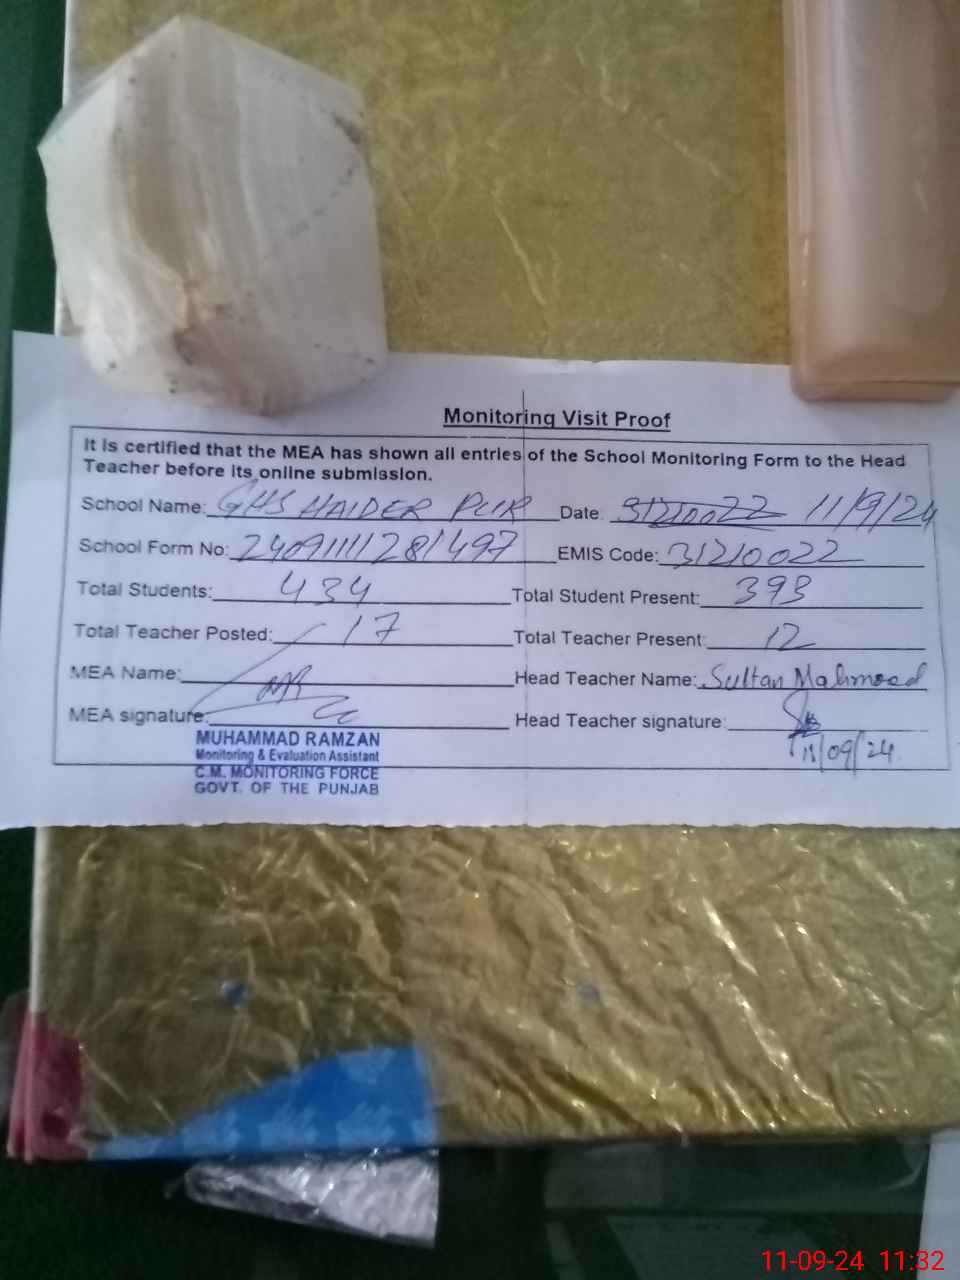 Monitoring Visit Proof
It is certified that the MEA has shown all entries of the School Monitoring Form to the Head
Teacher before its online submission.
School Name: GHS HAIDER PUR Date: 31210022 11/9/24
School Form No: 24091111281497 EMIS Code: 31210022
Total Students: 434 Total Student Present: 393
Total Teacher Posted: 17 Total Teacher Present: 12
MEA Name: Head Teacher Name: Sultan Mahmood
MEA signature: Head Teacher signature:
MUHAMMAD RAMZAN
Monitoring & Evaluation Assistant
C.M. MONITORING FORCE
GOVT. OF THE PUNJAB
11/09/24.
11-09-24 11:32